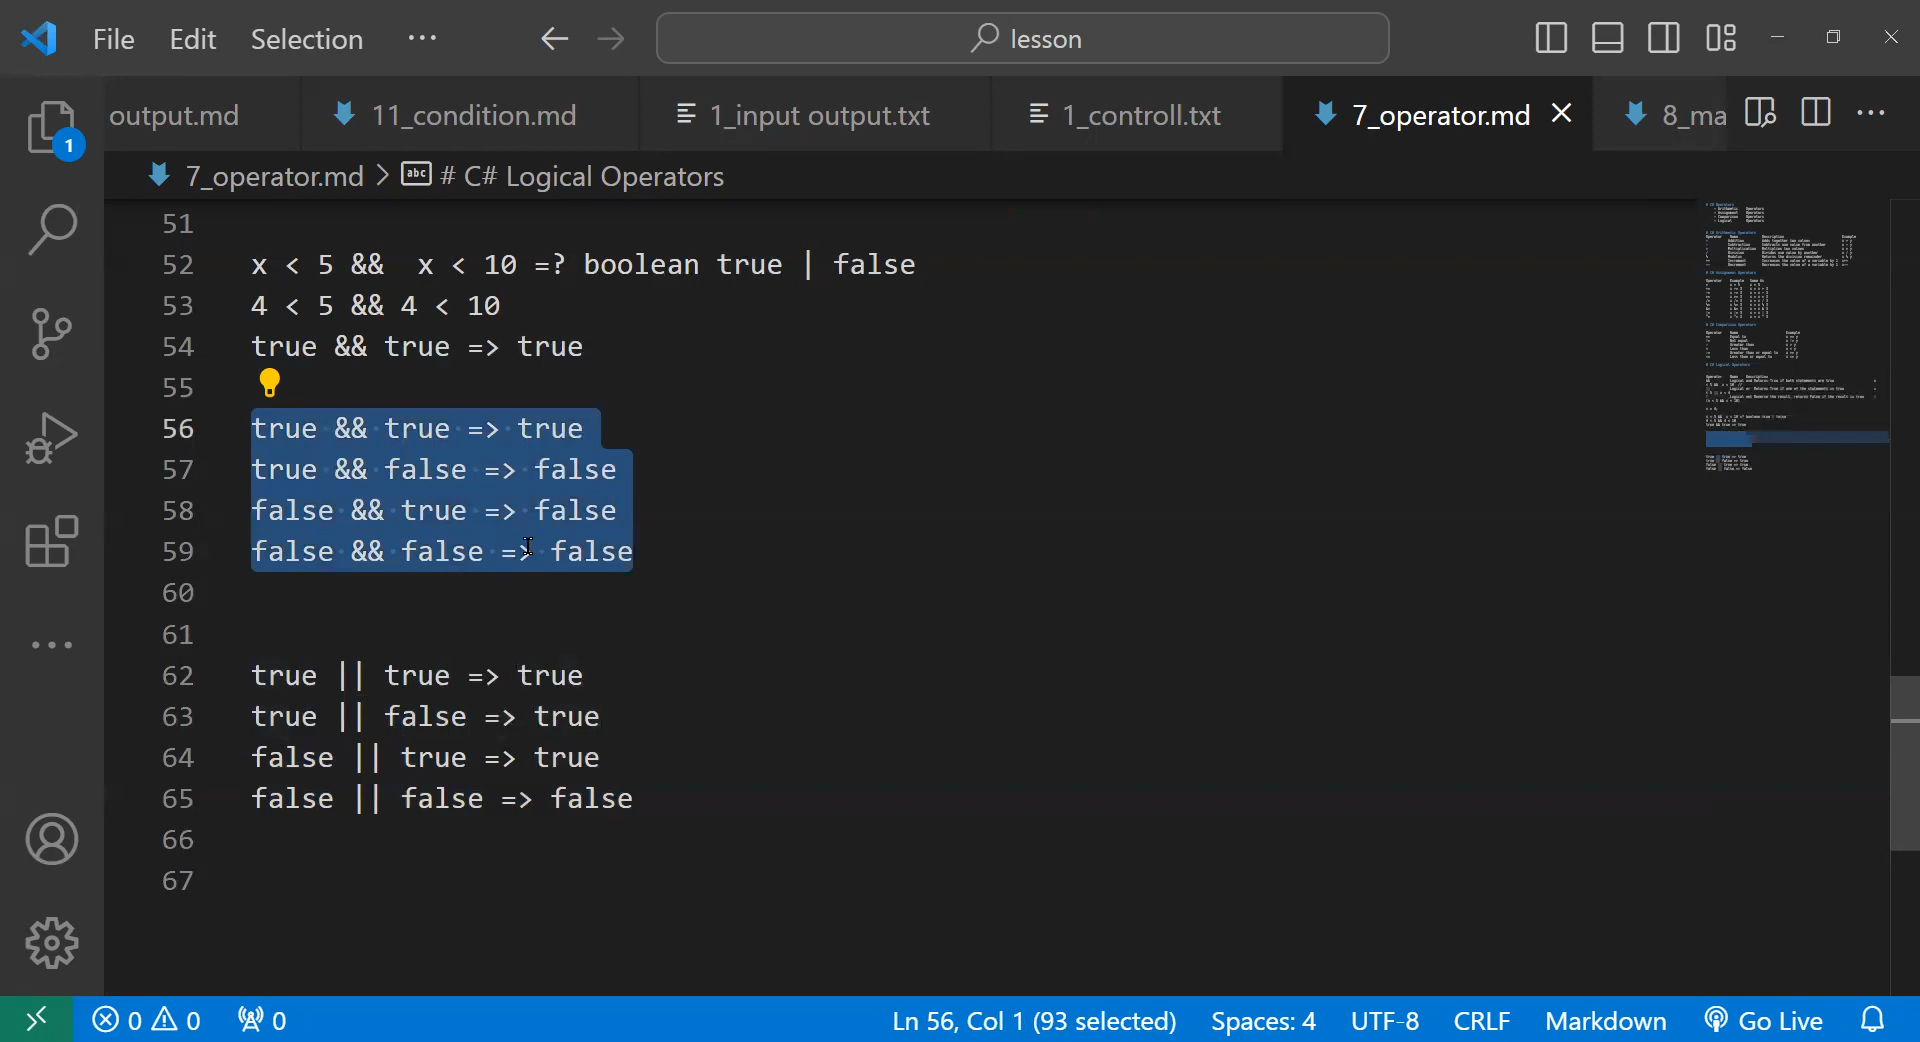 File Edit Selection ··· lesson
output.md 11_condition.md 1_input output.txt 1_controll.txt 7_operator.md 8_ma
7_operator.md > # C# Logical Operators
1
51
52 x < 5 &&  x < 10 =? boolean true | false
53 4 < 5 && 4 < 10
54 true && true => true
55
56 true && true => true
57 true && false => false
58 false && true => false
59 false && false => false
60
61
62 true || true => true
63 true || false => true
64 false || true => true
65 false || false => false
66
67
0 0 0 Ln 56, Col 1 (93 selected) Spaces: 4 UTF-8 CRLF Markdown Go Live